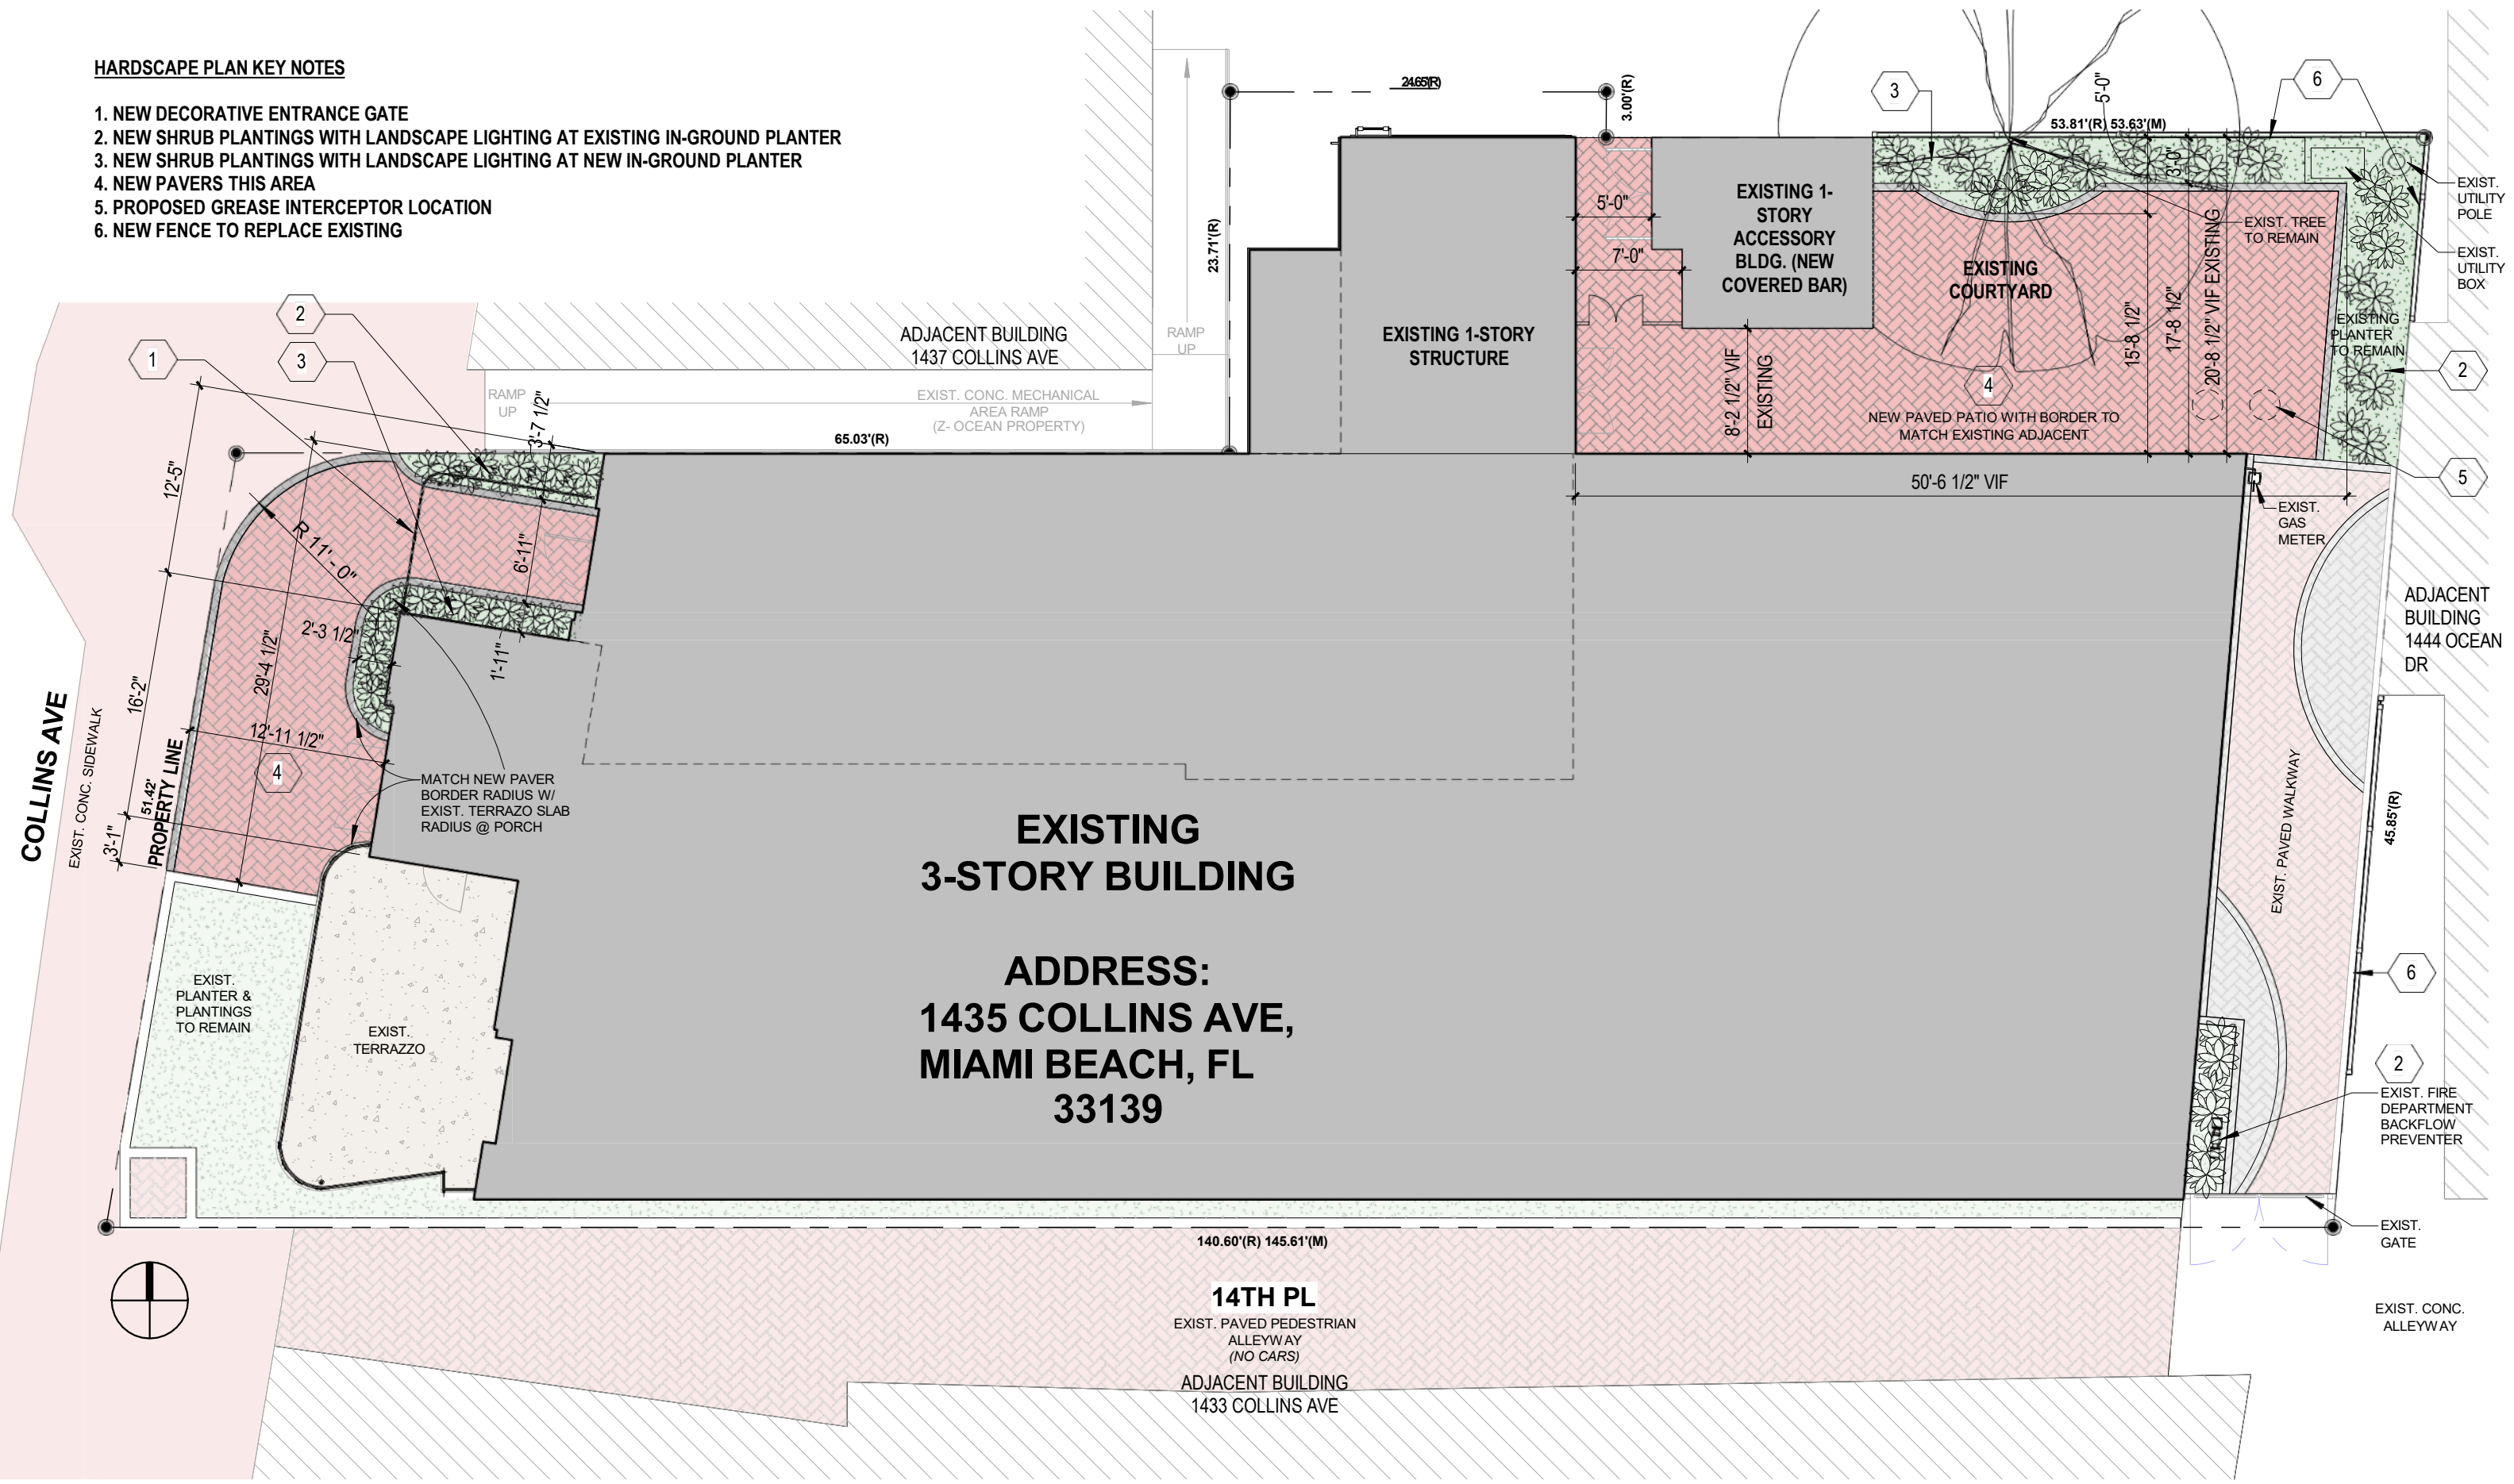 HARDSCAPE PLAN KEY NOTES
1. NEW DECORATIVE ENTRANCE GATE
2. NEW SHRUB PLANTINGS WITH LANDSCAPE LIGHTING AT EXISTING IN-GROUND PLANTER
3. NEW SHRUB PLANTINGS WITH LANDSCAPE LIGHTING AT NEW IN-GROUND PLANTER
4. NEW PAVERS THIS AREA
5. PROPOSED GREASE INTERCEPTOR LOCATION
6. NEW FENCE TO REPLACE EXISTING
24.65'(R)
3.00'(R)
23.71'(R)
3
5'-0"
6
53.81'(R) 53.63'(M)
3'-0"
EXIST.
UTILITY
POLE
EXIST. TREE
TO REMAIN
EXIST.
UTILITY
BOX
5'-0"
7'-0"
EXISTING 1-
STORY
ACCESSORY
BLDG. (NEW
COVERED BAR)
EXISTING
COURTYARD
15'-8 1/2"
17'-8 1/2"
20'-8 1/2" VIF EXISTING
EXISTING
PLANTER
TO REMAIN
2
EXISTING 1-STORY
STRUCTURE
8'-2 1/2" VIF
EXISTING
4
NEW PAVED PATIO WITH BORDER TO
MATCH EXISTING ADJACENT
5
50'-6 1/2" VIF
EXIST.
GAS
METER
2
3
1
ADJACENT BUILDING
1437 COLLINS AVE
RAMP
UP
RAMP
UP
EXIST. CONC. MECHANICAL
AREA RAMP
(Z- OCEAN PROPERTY)
65.03'(R)
3'-7 1/2"
12'-5"
R 11'- 0"
6'-11"
2'-3 1/2"
1'-11"
29'-4 1/2"
16'-2"
12'-11 1/2"
4
3'-1"
51.42'
PROPERTY LINE
COLLINS AVE
EXIST. CONC. SIDEWALK
MATCH NEW PAVER
BORDER RADIUS W/
EXIST. TERRAZO SLAB
RADIUS @ PORCH
EXISTING
3-STORY BUILDING
ADDRESS:
1435 COLLINS AVE,
MIAMI BEACH, FL
33139
ADJACENT
BUILDING
1444 OCEAN
DR
EXIST. PAVED WALKWAY
45.85'(R)
6
2
EXIST. FIRE
DEPARTMENT
BACKFLOW
PREVENTER
EXIST.
PLANTER &
PLANTINGS
TO REMAIN
EXIST.
TERRAZZO
EXIST.
GATE
140.60'(R) 145.61'(M)
14TH PL
EXIST. PAVED PEDESTRIAN
ALLEYWAY
(NO CARS)
ADJACENT BUILDING
1433 COLLINS AVE
EXIST. CONC.
ALLEYWAY